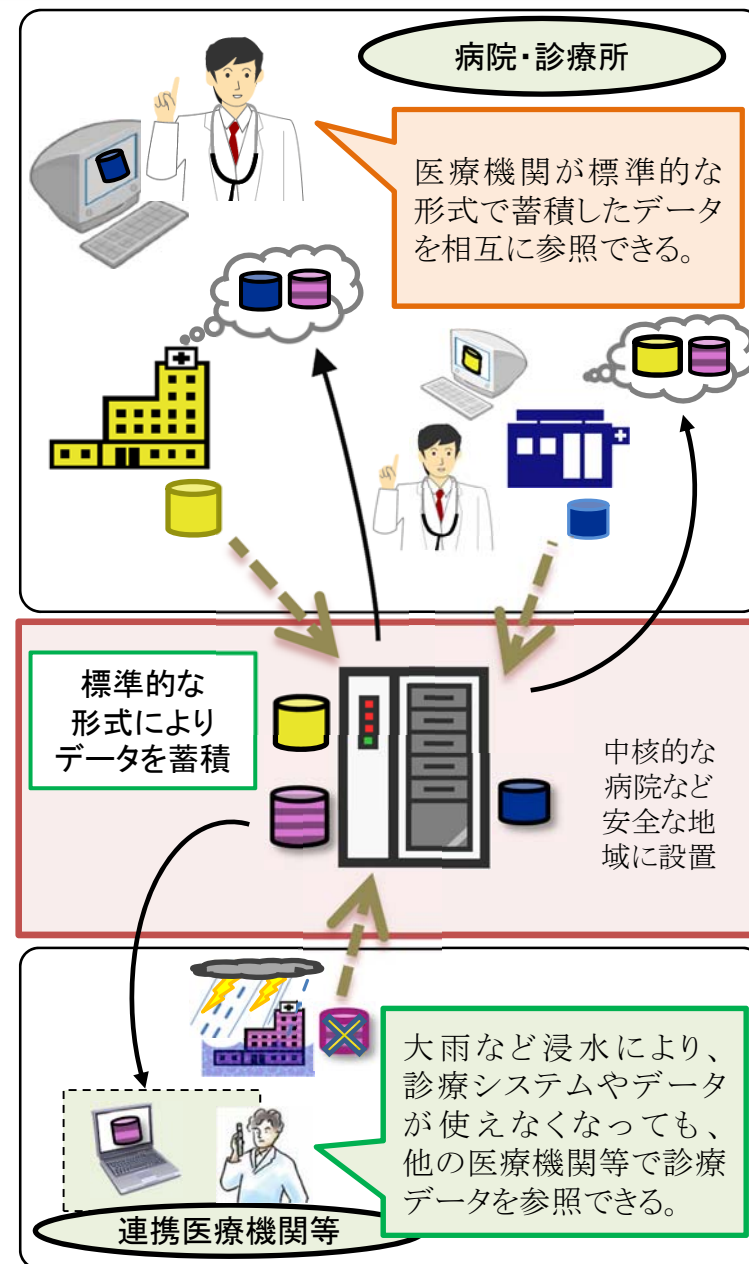 病院・診療所
医療機関が標準的な
形式で蓄積したデータ
を相互に参照できる。
標準的な
形式により
データを蓄積
中核的な
病院など
安全な地
域に設置
大雨など浸水により、
診療システムやデータ
が使えなくなっても、
他の医療機関等で診療
データを参照できる。
連携医療機関等